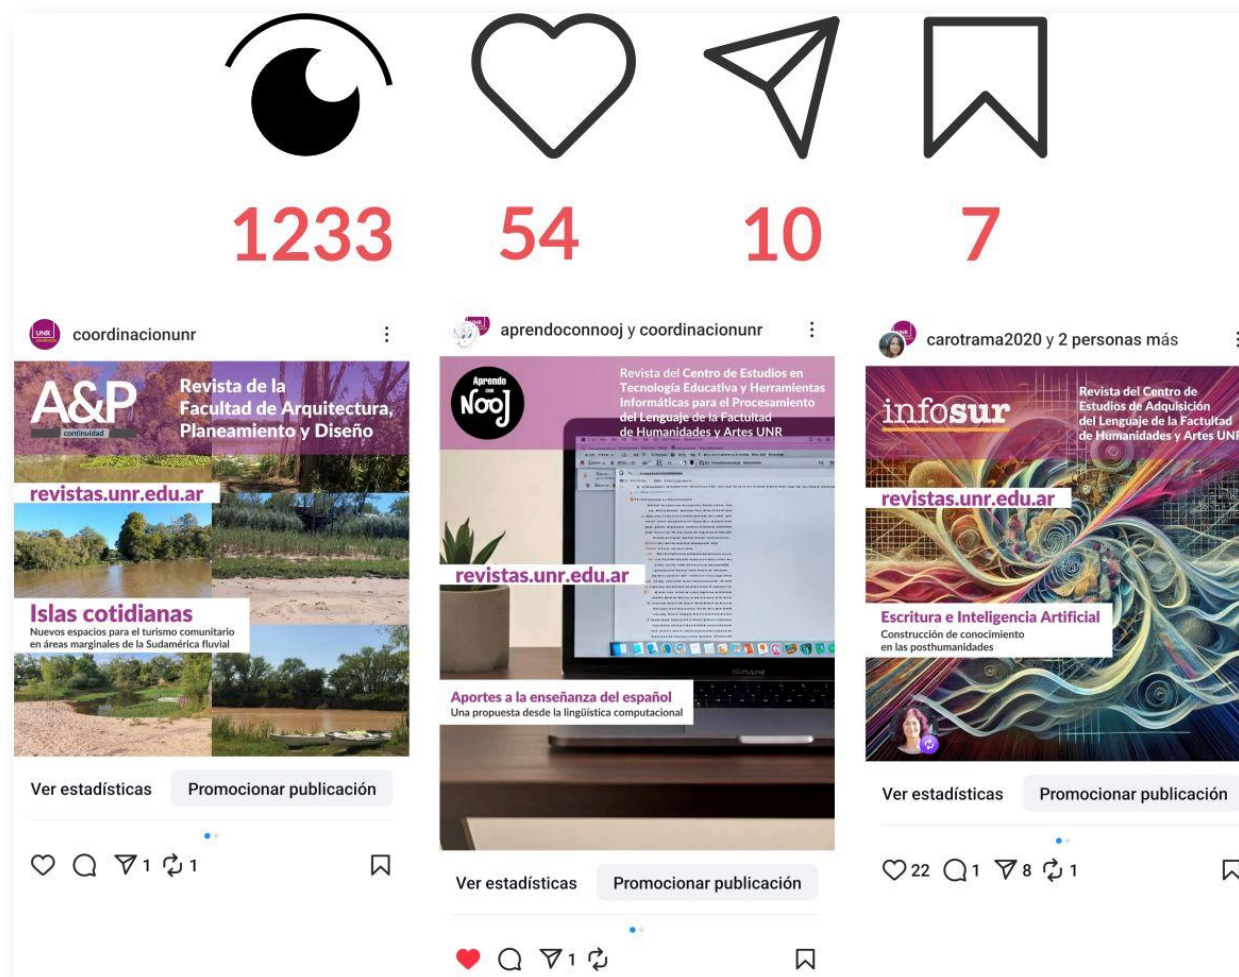 1233 54 10 7
coordinacionunr
UNR
A&P
continuidad
Revista de la
Facultad de Arquitectura,
Planeamiento y Diseño
revistas.unr.edu.ar
Islas cotidianas
Nuevos espacios para el turismo comunitario
en áreas marginales de la Sudamérica fluvial
Ver estadísticas Promocionar publicación
1 1
aprendoconnooj y coordinacionunr
Aprendo
con
NooJ
Revista del Centro de Estudios en
Tecnología Educativa y Herramientas
Informáticas para el Procesamiento
del Lenguaje de la Factultad
de Humanidades y Artes UNR
revistas.unr.edu.ar
Aportes a la enseñanza del español
Una propuesta desde la lingüística computacional
Ver estadísticas Promocionar publicación
1
carotrama2020 y 2 personas más
infosur
Revista del Centro de
Estudios de Adquisición
del Lenguaje de la Factultad
de Humanidades y Artes UNR
revistas.unr.edu.ar
Escritura e Inteligencia Artificial
Construcción de conocimiento
en las posthumanidades
Ver estadísticas Promocionar publicación
22 1 8 1